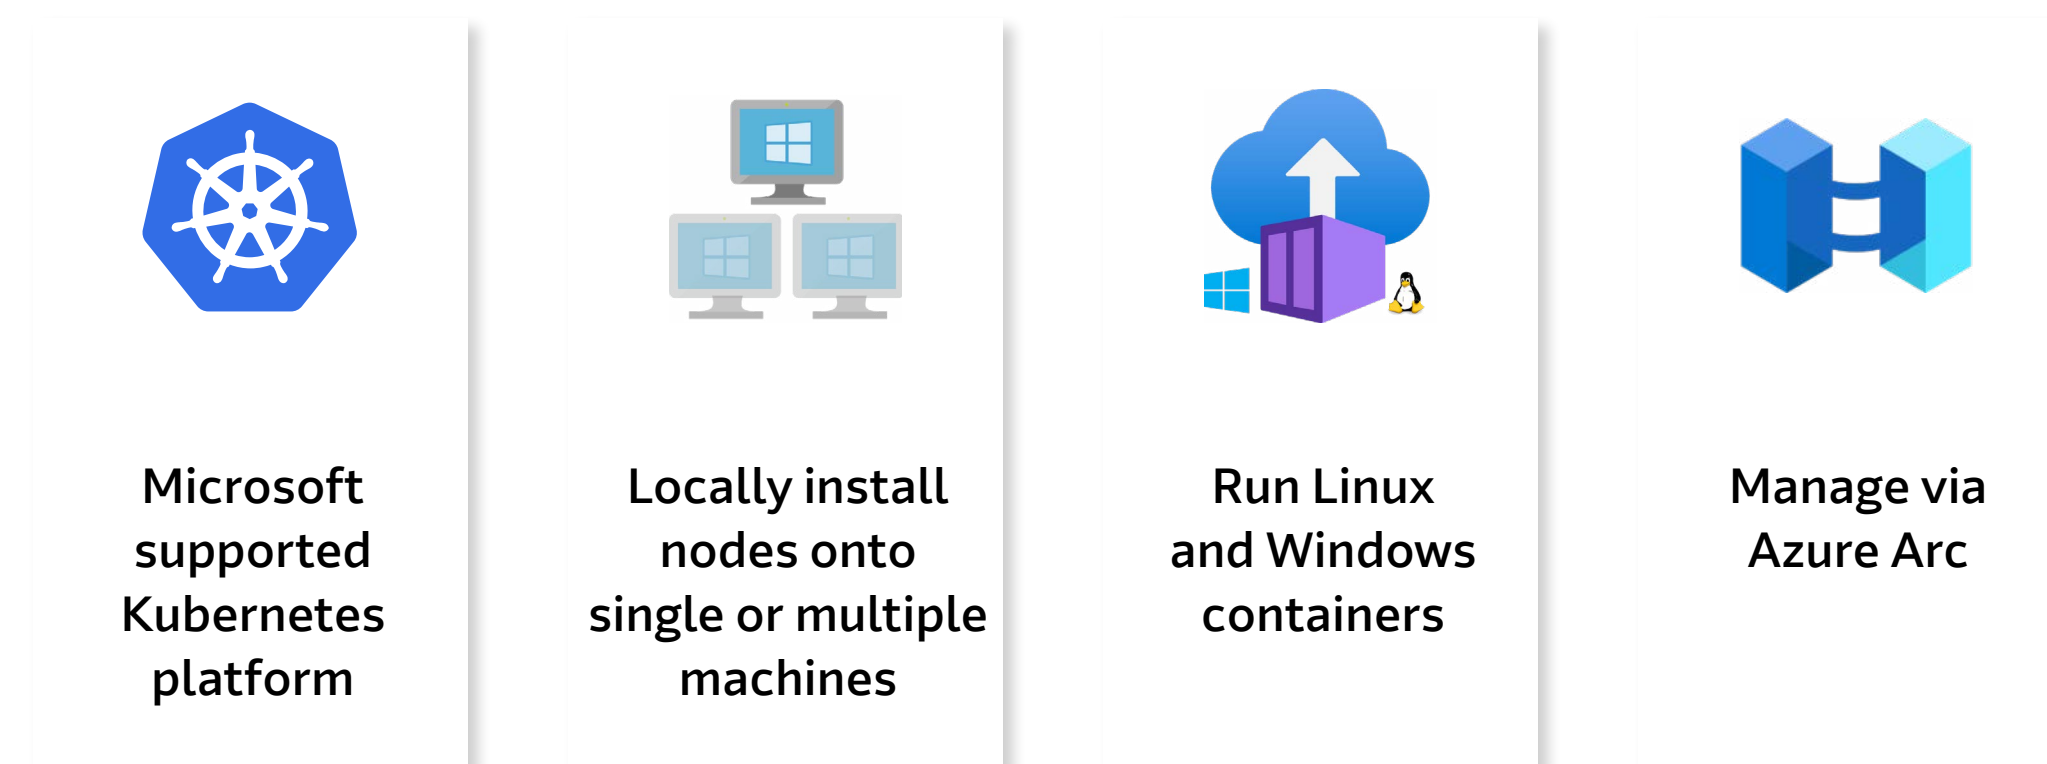 Microsoft
supported
Kubernetes
platform
Locally install
nodes onto
single or multiple
machines
Run Linux
and Windows
containers
Manage via
Azure Arc